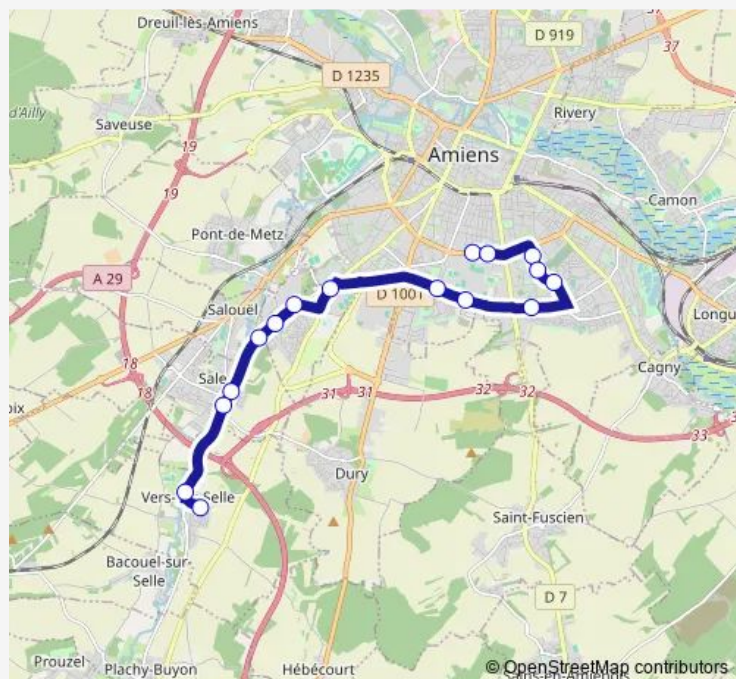 Dreuil-lès-Amiens
D 919
37
D 1235
d'Ailly
Saveuse
Rivery
19
Amiens
19
Camon
Pont-de-Metz
A 29
D 1001
Salouël
Longu
18
Sale
Cagny
18
31
31
32
32
33
Dury
Vers- Selle
Saint-Fuscien
Bacouel-sur-
Selle
D 7
Prouzel
Plachy-Buyon
Hébécourt
© OpenStreetMap contributors